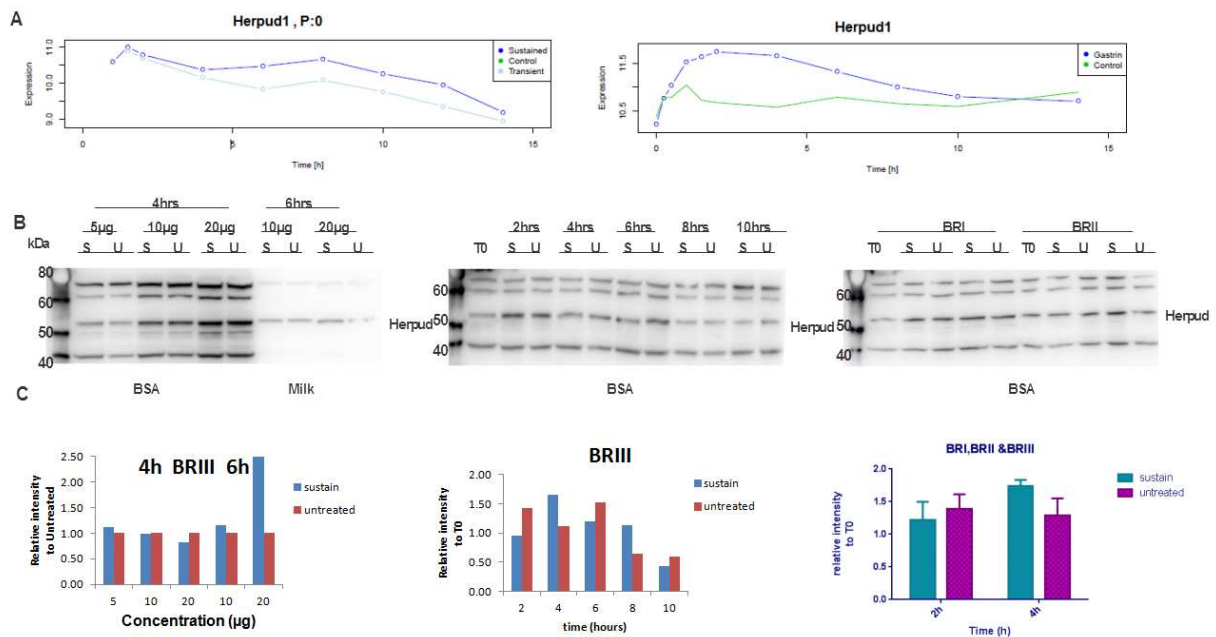 A
Herpud1 , P:0
Expression
11.0
10.0
9.0
Sustained
Control
Transient
0 5 10 15
Time [h]
Herpud1
Expression
11.5
10.5
Gastrin
Control
0 5 10 15
Time [h]
B
4hrs 6hrs
5µg 10µg 20µg 10µg 20µg
kDa
S U S U S U S U S U
80
60
50
40
BSA Milk
2hrs 4hrs 6hrs 8hrs 10hrs
T0 S U S U S U S U S U
60
50
40
Herpud
BSA
BRI BRII
T0 S U S U T0 S U S U
60
50
40
Herpud
Herpud
BSA
C
4h BRIII 6h
Relative intensity
to Untreated
2.50
2.00
1.50
1.00
0.50
0.00
5 10 20 10 20
Concentration (µg)
sustain
untreated
BRIII
Relative intensity
to T0
2.00
1.50
1.00
0.50
0.00
2 4 6 8 10
time (hours)
sustain
untreated
BRI,BRII &BRIII
relative intensity
to T0
2.0
1.5
1.0
0.5
0.0
2h 4h
Time (h)
sustain
untreated